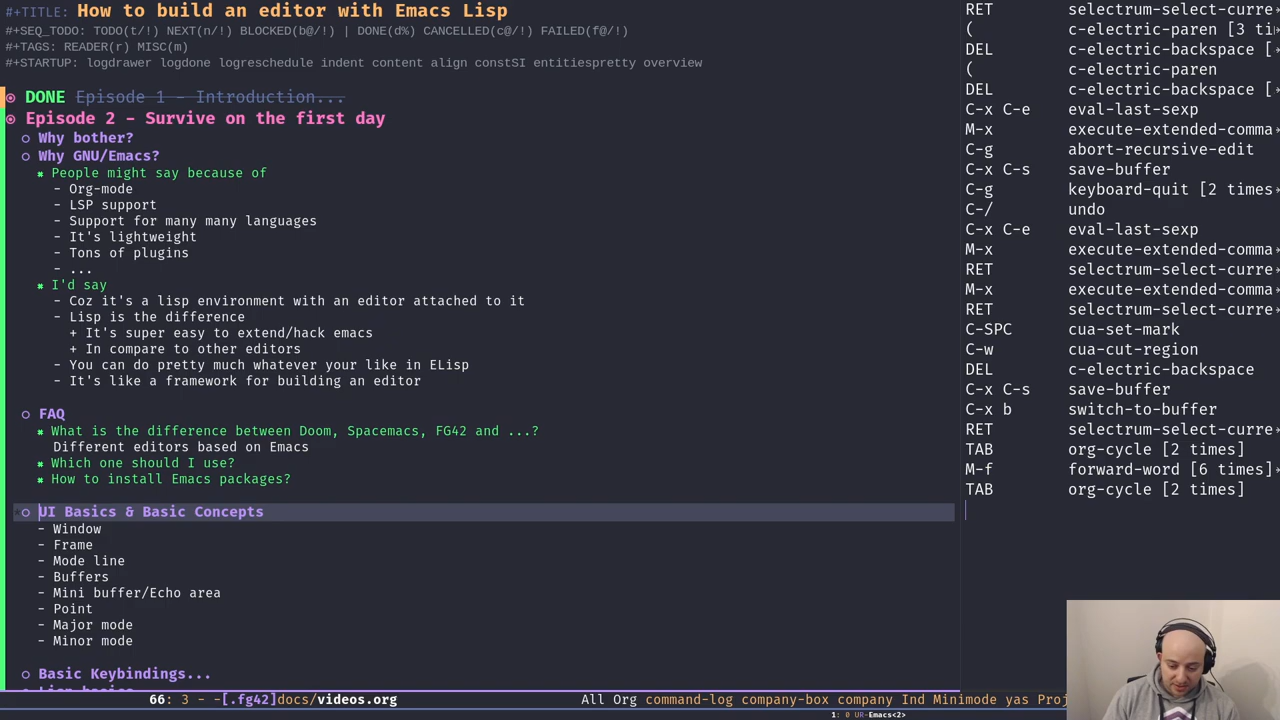 #+TITLE: How to build an editor with Emacs Lisp
#+SEQ_TODO: TODO(t/!) NEXT(n/!) BLOCKED(b@/!) | DONE(d%) CANCELLED(c@/!) FAILED(f@/!)
#+TAGS: READER(r) MISC(m)
#+STARTUP: logdrawer logdone logreschedule indent content align constSI entitiespretty overview
DONE Episode 1 - Introduction...
Episode 2 - Survive on the first day
Why bother?
Why GNU/Emacs?
People might say because of
- Org-mode
- LSP support
- Support for many many languages
- It's lightweight
- Tons of plugins
- ...
I'd say
- Coz it's a lisp environment with an editor attached to it
- Lisp is the difference
+ It's super easy to extend/hack emacs
+ In compare to other editors
- You can do pretty much whatever your like in ELisp
- It's like a framework for building an editor
FAQ
What is the difference between Doom, Spacemacs, FG42 and ...?
Different editors based on Emacs
Which one should I use?
How to install Emacs packages?
UI Basics & Basic Concepts
- Window
- Frame
- Mode line
- Buffers
- Mini buffer/Echo area
- Point
- Major mode
- Minor mode
Basic Keybindings...
66: 3 - -[.fg42]docs/videos.org All Org command-log company-box company Ind Minimode yas Proj
1: 0 UR-Emacs<2>
RET selectrum-select-curre
( c-electric-paren [3 ti
DEL c-electric-backspace [
( c-electric-paren
DEL c-electric-backspace [
C-x C-e eval-last-sexp
M-x execute-extended-comma
C-g abort-recursive-edit
C-x C-s save-buffer
C-g keyboard-quit [2 times
C-/ undo
C-x C-e eval-last-sexp
M-x execute-extended-comma
RET selectrum-select-curre
M-x execute-extended-comma
RET selectrum-select-curre
C-SPC cua-set-mark
C-w cua-cut-region
DEL c-electric-backspace
C-x C-s save-buffer
C-x b switch-to-buffer
RET selectrum-select-curre
TAB org-cycle [2 times]
M-f forward-word [6 times]
TAB org-cycle [2 times]